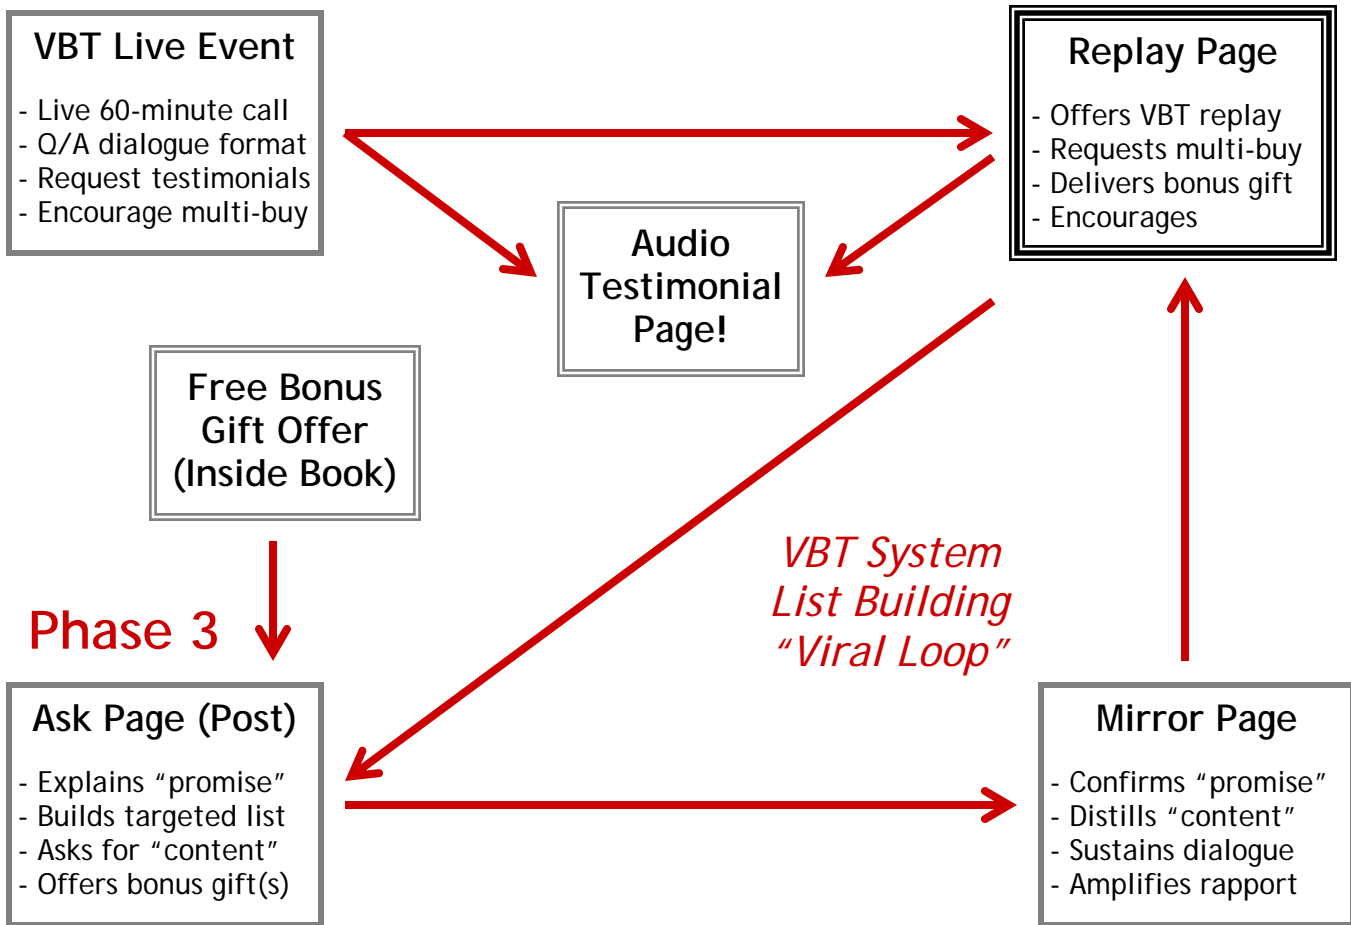 VBT Live Event
- Live 60-minute call
- Q/A dialogue format
- Request testimonials
- Encourage multi-buy
Replay Page
- Offers VBT replay
- Requests multi-buy
- Delivers bonus gift
- Encourages
Audio
Testimonial
Page!
Free Bonus
Gift Offer
(Inside Book)
VBT System
List Building
“Viral Loop”
Phase 3
Ask Page (Post)
- Explains “promise”
- Builds targeted list
- Asks for “content”
- Offers bonus gift(s)
Mirror Page
- Confirms “promise”
- Distills “content”
- Sustains dialogue
- Amplifies rapport